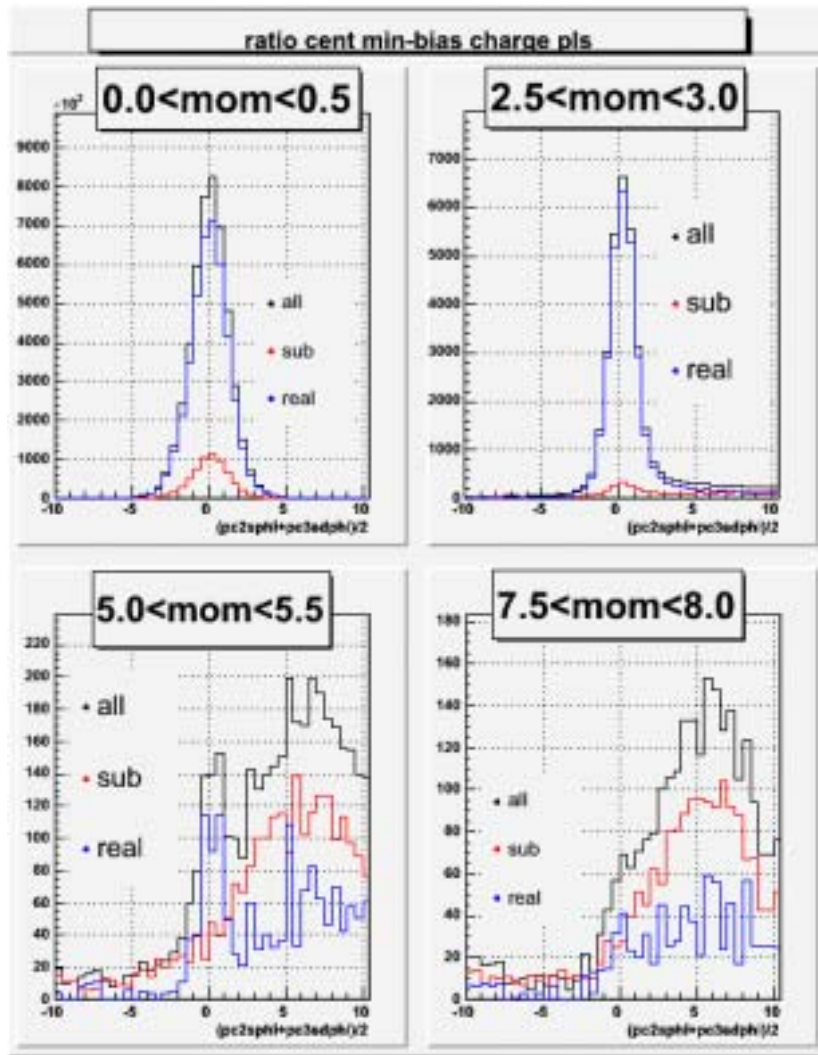 ratio cent min-bias charge pls
0.0<mom<0.5
×10²
9000
8000
7000
6000
5000
4000
3000
2000
1000
0
all
sub
real
-10 -5 0 5 10
(pc2sphi+pc3sdphi)/2
2.5<mom<3.0
7000
6000
5000
4000
3000
2000
1000
0
all
sub
real
-10 -5 0 5 10
(pc2sphi+pc3sdphi)/2
5.0<mom<5.5
220
200
180
160
140
120
100
80
60
40
20
0
all
sub
real
-10 -5 0 5 10
(pc2sphi+pc3sdphi)/2
7.5<mom<8.0
180
160
140
120
100
80
60
40
20
0
all
sub
real
-10 -5 0 5 10
(pc2sphi+pc3sdphi)/2